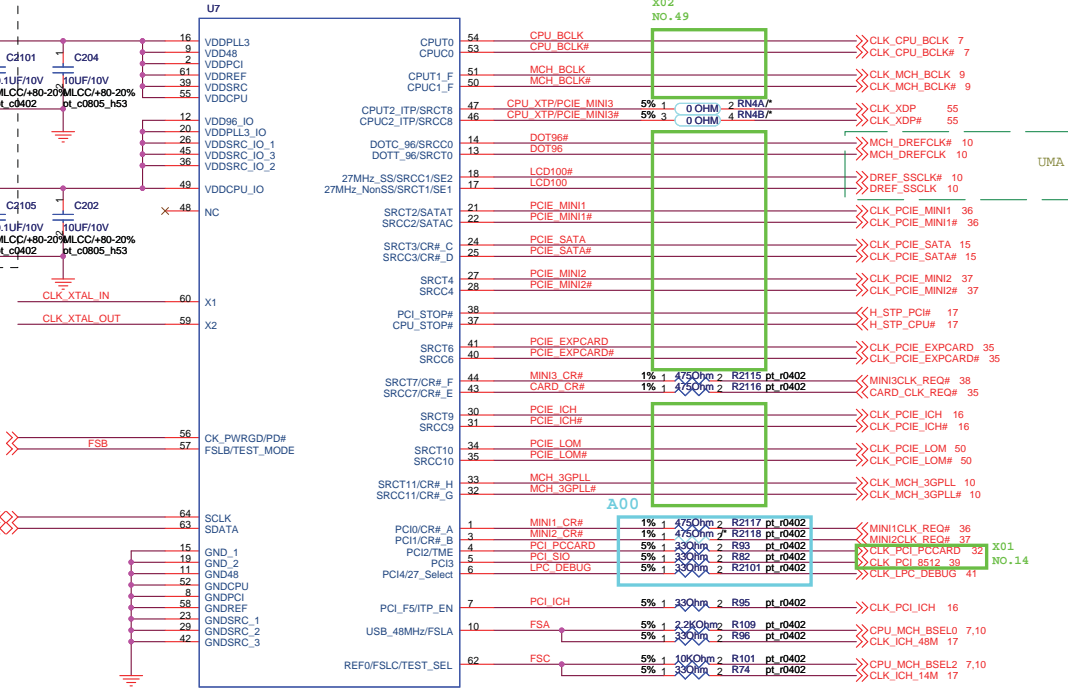 U7
X02
NO.49
16 VDDPLL3
9 VDD48
2 VDDPCI
61 VDDREF
39 VDDSRC
55 VDDCPU
12 VDD96_IO
20 VDDPLL3_IO
26 VDDSRC_IO_1
45 VDDSRC_IO_3
36 VDDSRC_IO_2
49 VDDCPU_IO
48 NC
C2101
.1UF/10V
MLCC/+80-20%
pt_c0402
C204
10UF/10V
MLCC/+80-20%
pt_c0805_h53
C2105
.1UF/10V
MLCC/+80-20%
pt_c0402
C202
10UF/10V
MLCC/+80-20%
pt_c0805_h53
CLK_XTAL_IN 60 X1
CLK_XTAL_OUT 59 X2
56 CK_PWRGD/PD#
FSB 57 FSLB/TEST_MODE
64 SCLK
63 SDATA
15 GND_1
19 GND_2
11 GND48
52 GNDCPU
8 GNDPCI
58 GNDREF
23 GNDSRC_1
29 GNDSRC_2
42 GNDSRC_3
CPUT0 54 CPU_BCLK CLK_CPU_BCLK 7
CPUC0 53 CPU_BCLK# CLK_CPU_BCLK# 7
CPUT1_F 51 MCH_BCLK CLK_MCH_BCLK 9
CPUC1_F 50 MCH_BCLK# CLK_MCH_BCLK# 9
CPUT2_ITP/SRCT8 47 CPU_XTP/PCIE_MINI3 5% 1 0 OHM 2 RN4A/* CLK_XDP 55
CPUC2_ITP/SRCC8 46 CPU_XTP/PCIE_MINI3# 5% 3 0 OHM 4 RN4B/* CLK_XDP# 55
DOTC_96/SRCC0 14 DOT96# MCH_DREFCLK# 10
DOTT_96/SRCT0 13 DOT96 MCH_DREFCLK 10
UMA
27MHz_SS/SRCC1/SE2 18 LCD100# DREF_SSCLK# 10
27MHz_NonSS/SRCT1/SE1 17 LCD100 DREF_SSCLK 10
SRCT2/SATAT 21 PCIE_MINI1 CLK_PCIE_MINI1 36
SRCC2/SATAC 22 PCIE_MINI1# CLK_PCIE_MINI1# 36
SRCT3/CR#_C 24 PCIE_SATA CLK_PCIE_SATA 15
SRCC3/CR#_D 25 PCIE_SATA# CLK_PCIE_SATA# 15
SRCT4 27 PCIE_MINI2 CLK_PCIE_MINI2 37
SRCC4 28 PCIE_MINI2# CLK_PCIE_MINI2# 37
PCI_STOP# 38 H_STP_PCI# 17
CPU_STOP# 37 H_STP_CPU# 17
SRCT6 41 PCIE_EXPCARD CLK_PCIE_EXPCARD 35
SRCC6 40 PCIE_EXPCARD# CLK_PCIE_EXPCARD# 35
SRCT7/CR#_F 44 MINI3_CR# 1% 1 475Ohm 2 R2115 pt_r0402 MINI3CLK_REQ# 38
SRCC7/CR#_E 43 CARD_CR# 1% 1 475Ohm 2 R2116 pt_r0402 CARD_CLK_REQ# 35
SRCT9 30 PCIE_ICH CLK_PCIE_ICH 16
SRCC9 31 PCIE_ICH# CLK_PCIE_ICH# 16
SRCT10 34 PCIE_LOM CLK_PCIE_LOM 50
SRCC10 35 PCIE_LOM# CLK_PCIE_LOM# 50
SRCT11/CR#_H 33 MCH_3GPLL CLK_MCH_3GPLL 10
SRCC11/CR#_G 32 MCH_3GPLL# CLK_MCH_3GPLL# 10
A00
PCI0/CR#_A 1 MINI1_CR# 1% 1 475Ohm 2 R2117 pt_r0402 MINI1CLK_REQ# 36
PCI1/CR#_B 3 MINI2_CR# 1% 1 475Ohm 2* R2118 pt_r0402 MINI2CLK_REQ# 37
PCI2/TME 4 PCI_PCCARD 5% 1 33Ohm 2 R93 pt_r0402 CLK_PCI_PCCARD 32
X01
PCI3 5 PCI_SIO 5% 1 33Ohm 2 R82 pt_r0402 CLK_PCI_8512 39
NO.14
PCI4/27_Select 6 LPC_DEBUG 5% 1 33Ohm 2 R2101 pt_r0402 CLK_LPC_DEBUG 41
PCI_F5/ITP_EN 7 PCI_ICH 5% 1 33Ohm 2 R95 pt_r0402 CLK_PCI_ICH 16
USB_48MHz/FSLA 10 FSA 5% 1 2.2KOhm 2 R109 pt_r0402 CPU_MCH_BSEL0 7,10
5% 1 33Ohm 2 R96 pt_r0402 CLK_ICH_48M 17
REF0/FSLC/TEST_SEL 62 FSC 5% 1 10KOhm 2 R101 pt_r0402 CPU_MCH_BSEL2 7,10
5% 1 33Ohm 2 R74 pt_r0402 CLK_ICH_14M 17